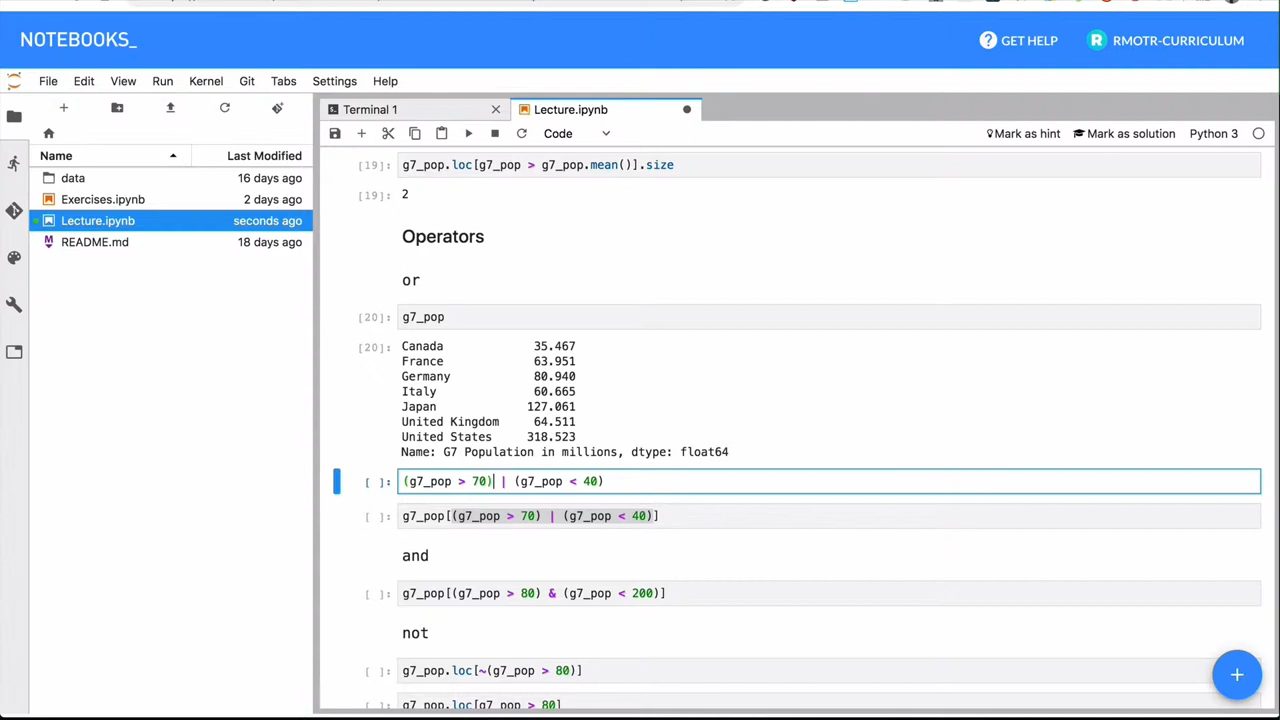 NOTEBOOKS_
GET HELP
R RMOTR-CURRICULUM
File Edit View Run Kernel Git Tabs Settings Help
Terminal 1
Lecture.ipynb
Code
Mark as hint
Mark as solution
Python 3
Name Last Modified
data 16 days ago
Exercises.ipynb 2 days ago
Lecture.ipynb seconds ago
README.md 18 days ago
[19]: g7_pop.loc[g7_pop > g7_pop.mean()].size
[19]: 2
Operators
or
[20]: g7_pop
[20]: Canada 35.467
France 63.951
Germany 80.940
Italy 60.665
Japan 127.061
United Kingdom 64.511
United States 318.523
Name: G7 Population in millions, dtype: float64
[ ]: (g7_pop > 70) | (g7_pop < 40)
[ ]: g7_pop[(g7_pop > 70) | (g7_pop < 40)]
and
[ ]: g7_pop[(g7_pop > 80) & (g7_pop < 200)]
not
[ ]: g7_pop.loc[~(g7_pop > 80)]
[ ]: g7_pop.loc[g7_pop > 80]